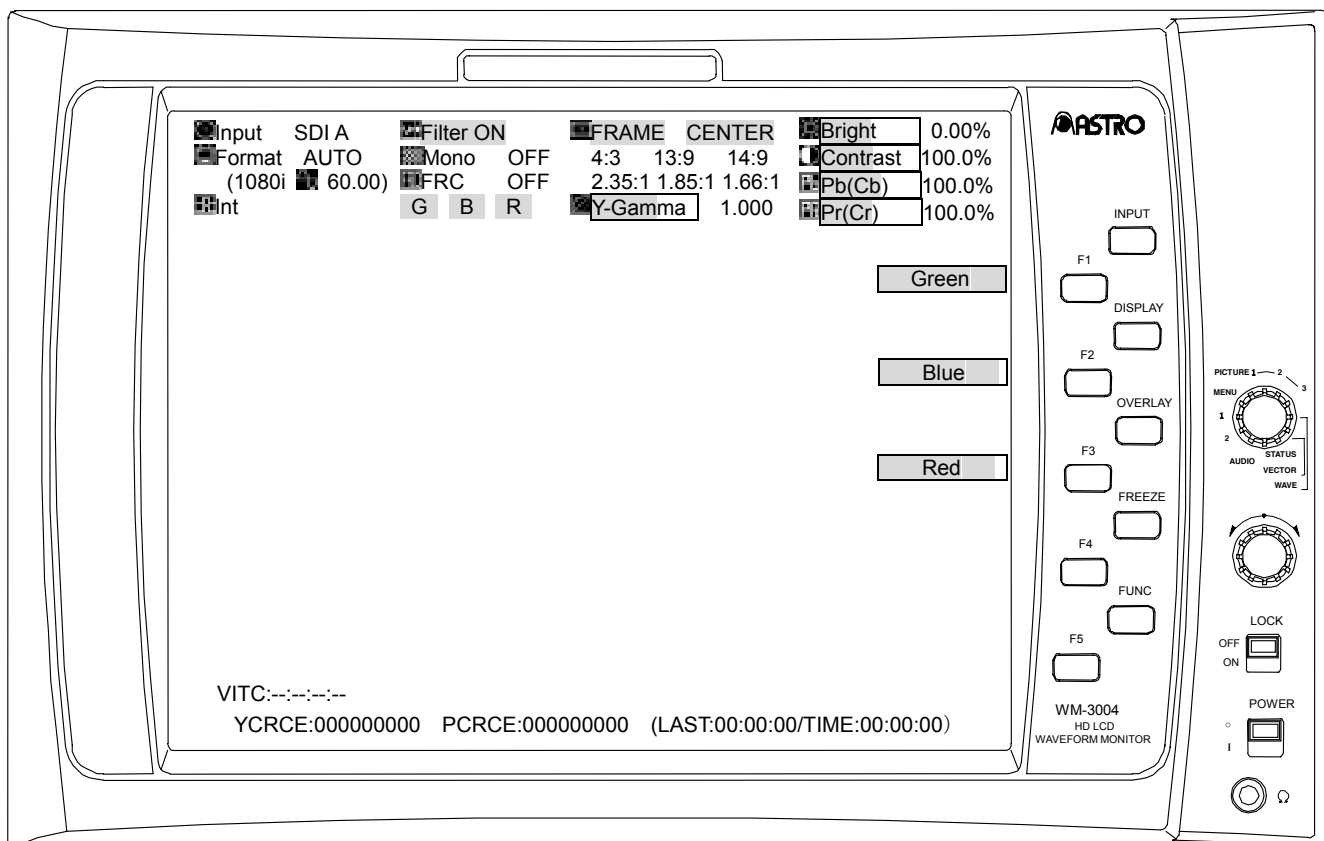 Input SDI A Filter ON FRAME CENTER Bright 0.00%
Format AUTO Mono OFF 4:3 13:9 14:9 Contrast 100.0%
(1080i 60.00) FRC OFF 2.35:1 1.85:1 1.66:1 Pb(Cb) 100.0%
Int G B R Y-Gamma 1.000 Pr(Cr) 100.0%
Green
Blue
Red
VITC:--:--:--:--
YCRCE:000000000 PCRCE:000000000 (LAST:00:00:00/TIME:00:00:00)
ASTRO
INPUT
F1
DISPLAY
F2
OVERLAY
F3
FREEZE
F4
FUNC
F5
WM-3004
HD LCD
WAVEFORM MONITOR
PICTURE 1 2
3
MENU
1
2
AUDIO
STATUS
VECTOR
WAVE
LOCK
OFF
ON
POWER
I